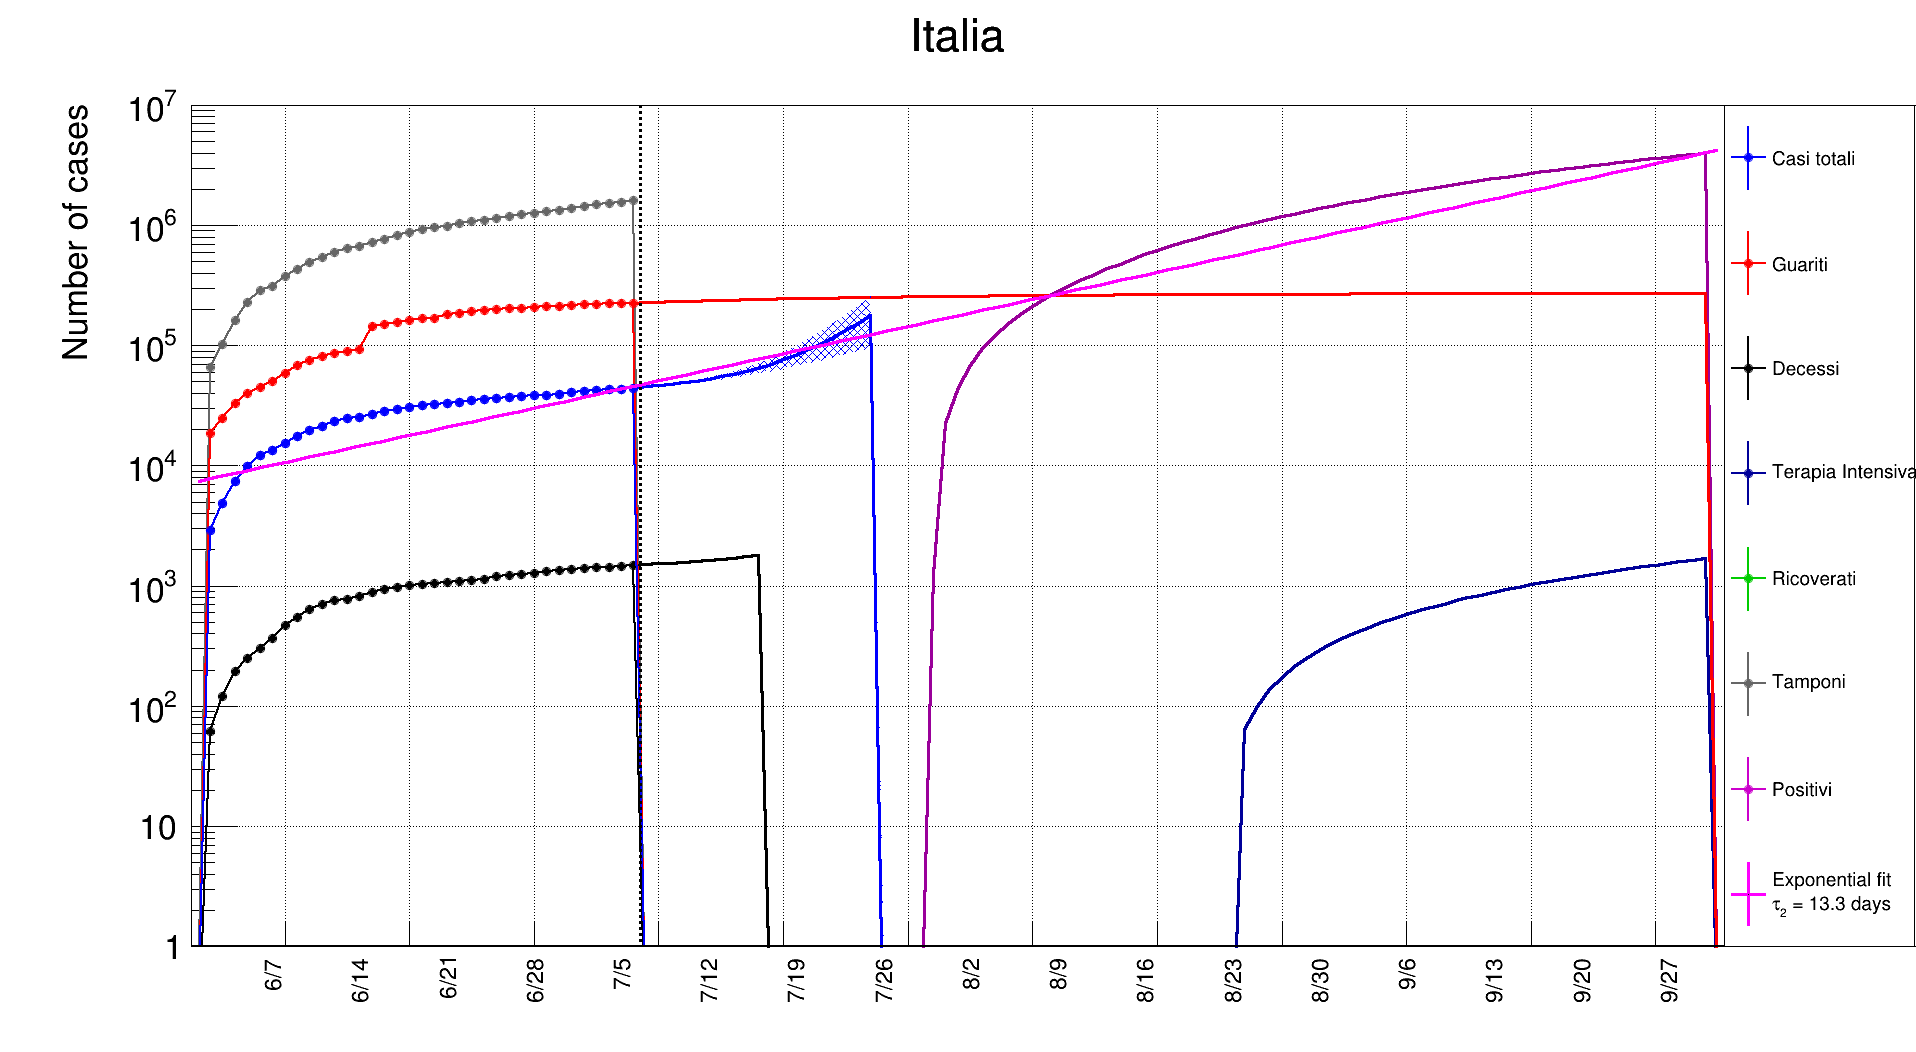 Italia
Number of cases
10^7
10^6
10^5
10^4
10^3
10^2
10
1
6/7
6/14
6/21
6/28
7/5
7/12
7/19
7/26
8/2
8/9
8/16
8/23
8/30
9/6
9/13
9/20
9/27
Casi totali
Guariti
Decessi
Terapia Intensiva
Ricoverati
Tamponi
Positivi
Exponential fit
τ₂ = 13.3 days